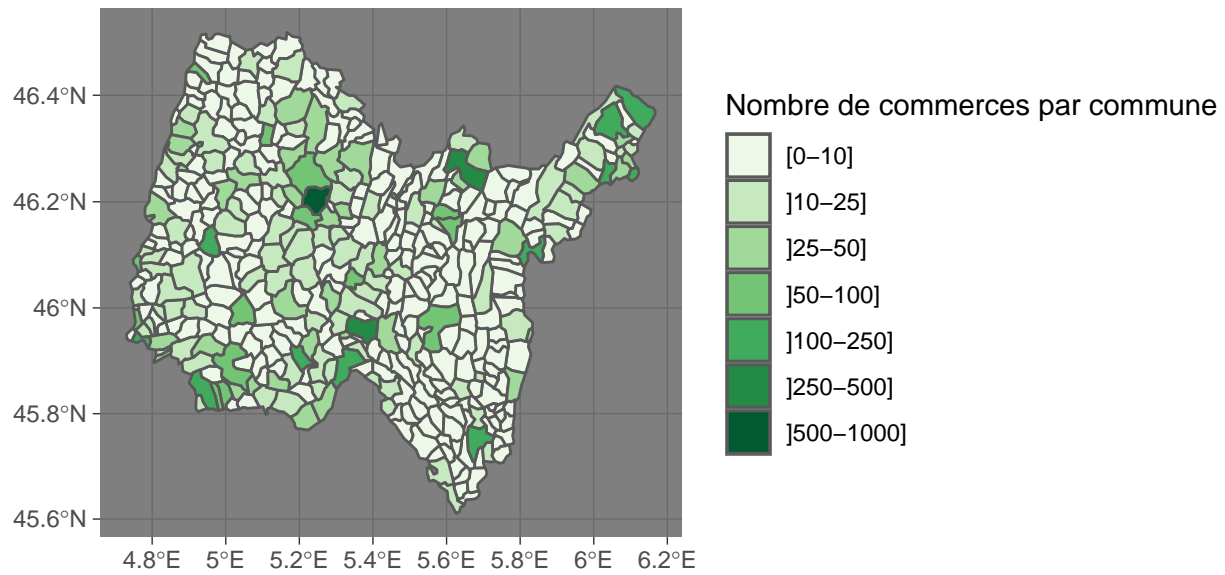 46.4°N
46.2°N
46°N
45.8°N
45.6°N
4.8°E 5°E 5.2°E 5.4°E 5.6°E 5.8°E 6°E 6.2°E
Nombre de commerces par commune
[0−10]
]10−25]
]25−50]
]50−100]
]100−250]
]250−500]
]500−1000]